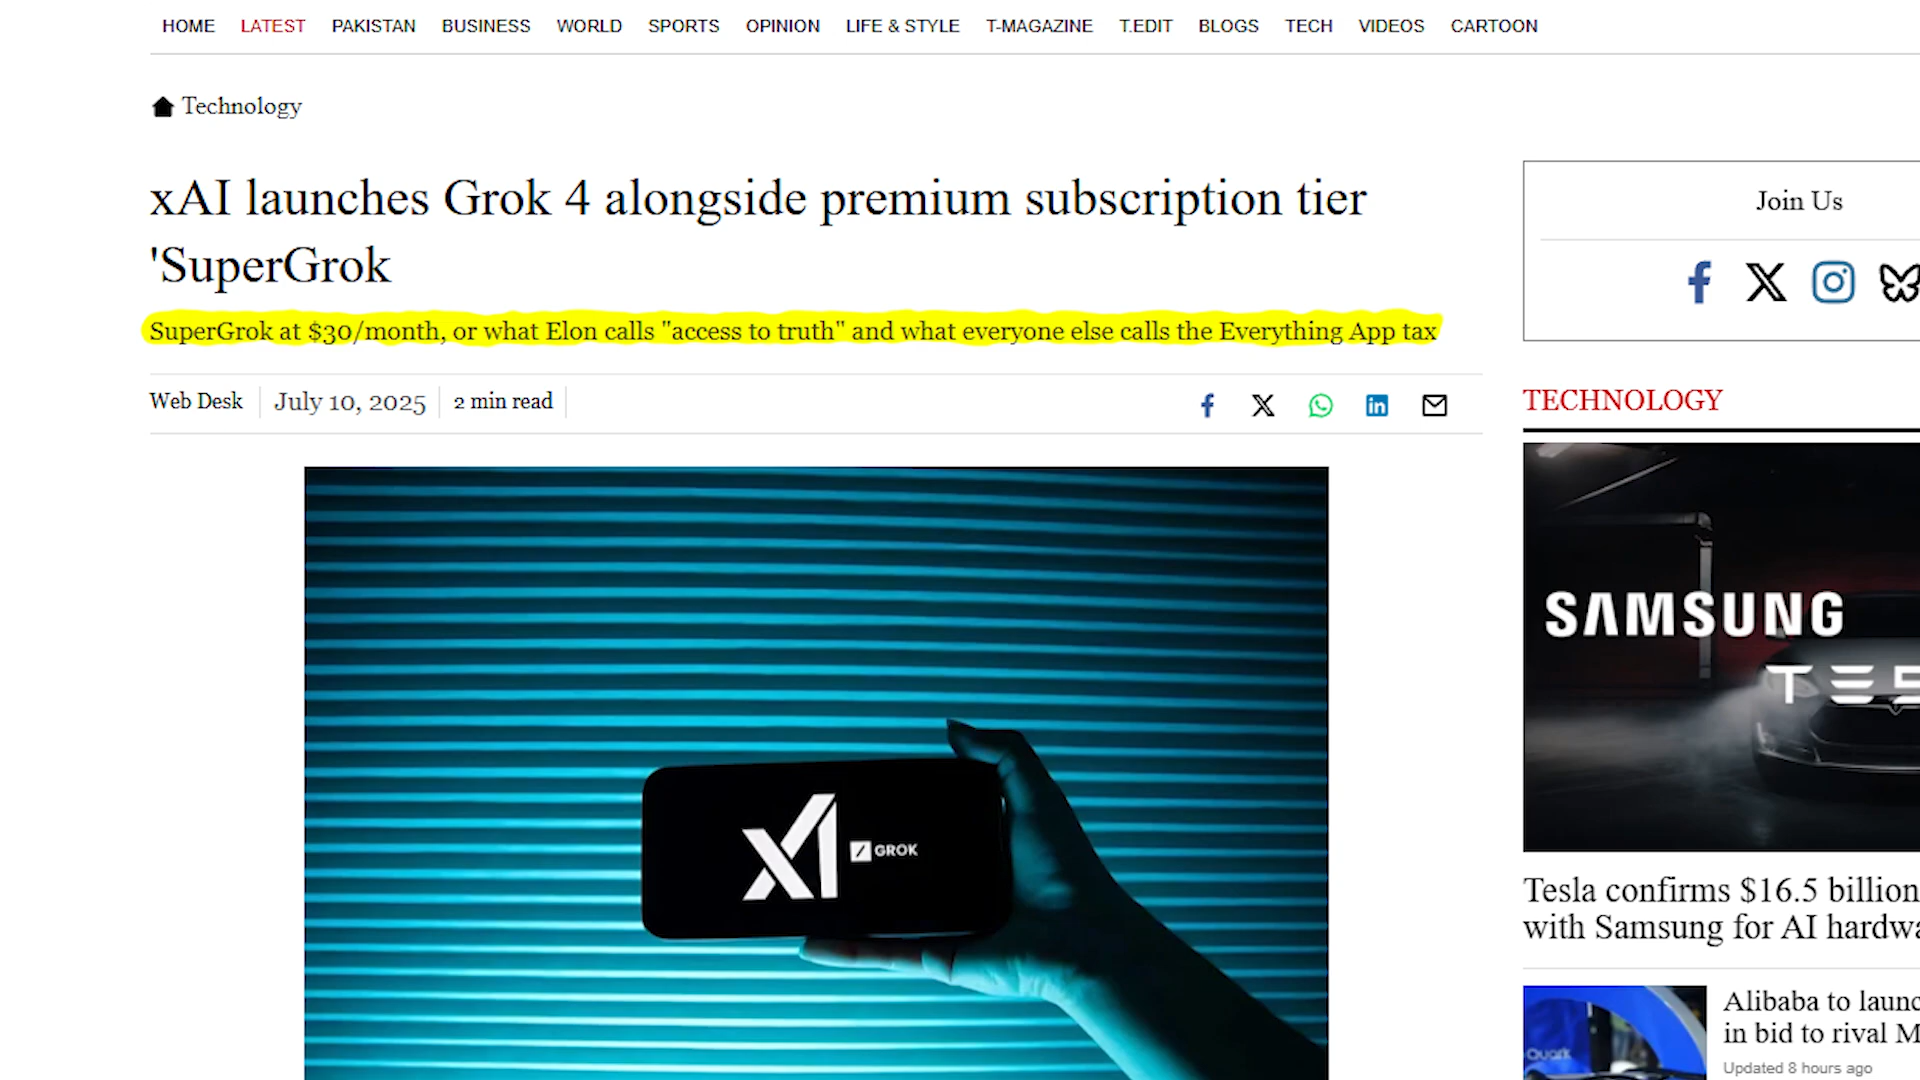 HOME LATEST PAKISTAN BUSINESS WORLD SPORTS OPINION LIFE & STYLE T-MAGAZINE T.EDIT BLOGS TECH VIDEOS CARTOON
Technology
xAI launches Grok 4 alongside premium subscription tier
'SuperGrok
SuperGrok at $30/month, or what Elon calls "access to truth" and what everyone else calls the Everything App tax
Web Desk July 10, 2025 2 min read
xAI GROK
Join Us
TECHNOLOGY
SAMSUNG
TES
Tesla confirms $16.5 billion
with Samsung for AI hardwa
Quark
Alibaba to launc
in bid to rival M
Updated 8 hours ago